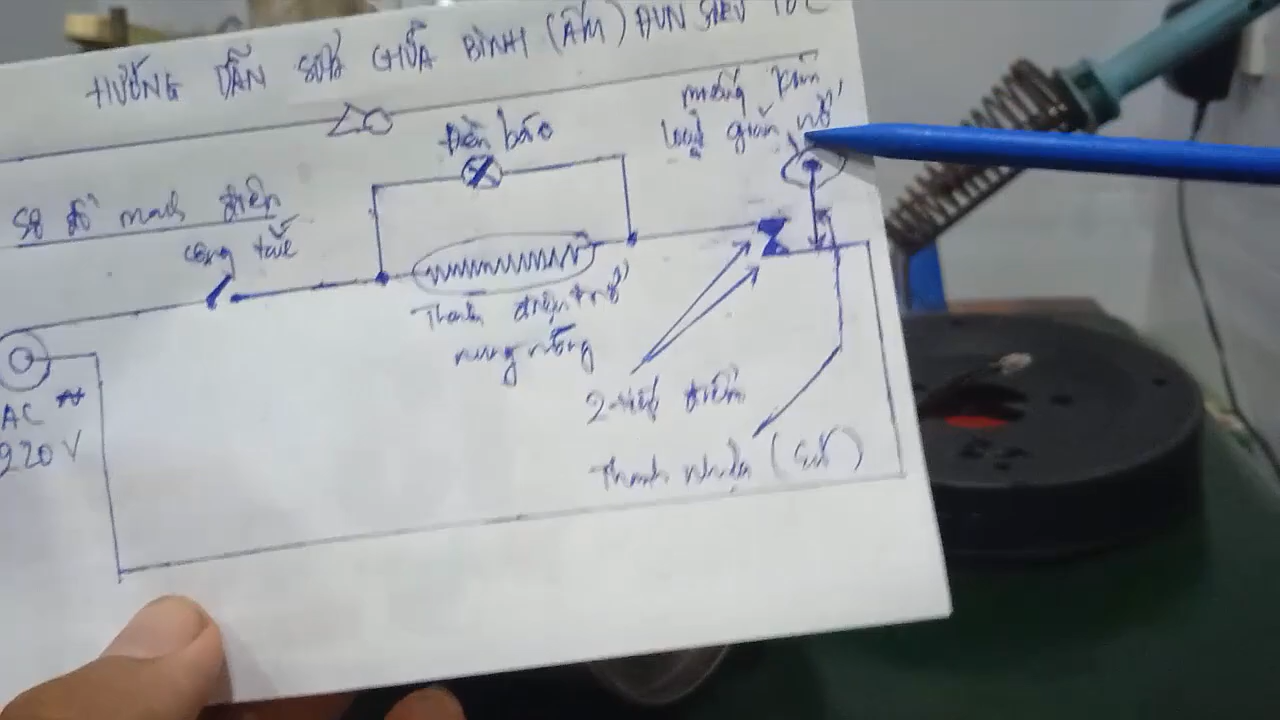 HƯỚNG DẪN SỬA CHỮA BÌNH (ẤM) ĐUN SIÊU TỐC
Sơ đồ mạch điện
công tắc
Đèn báo
miếng kim
loại giãn nở
Thanh điện trở
nung nóng
2 tiếp điểm
Thanh nhựa (sứ)
AC
220V